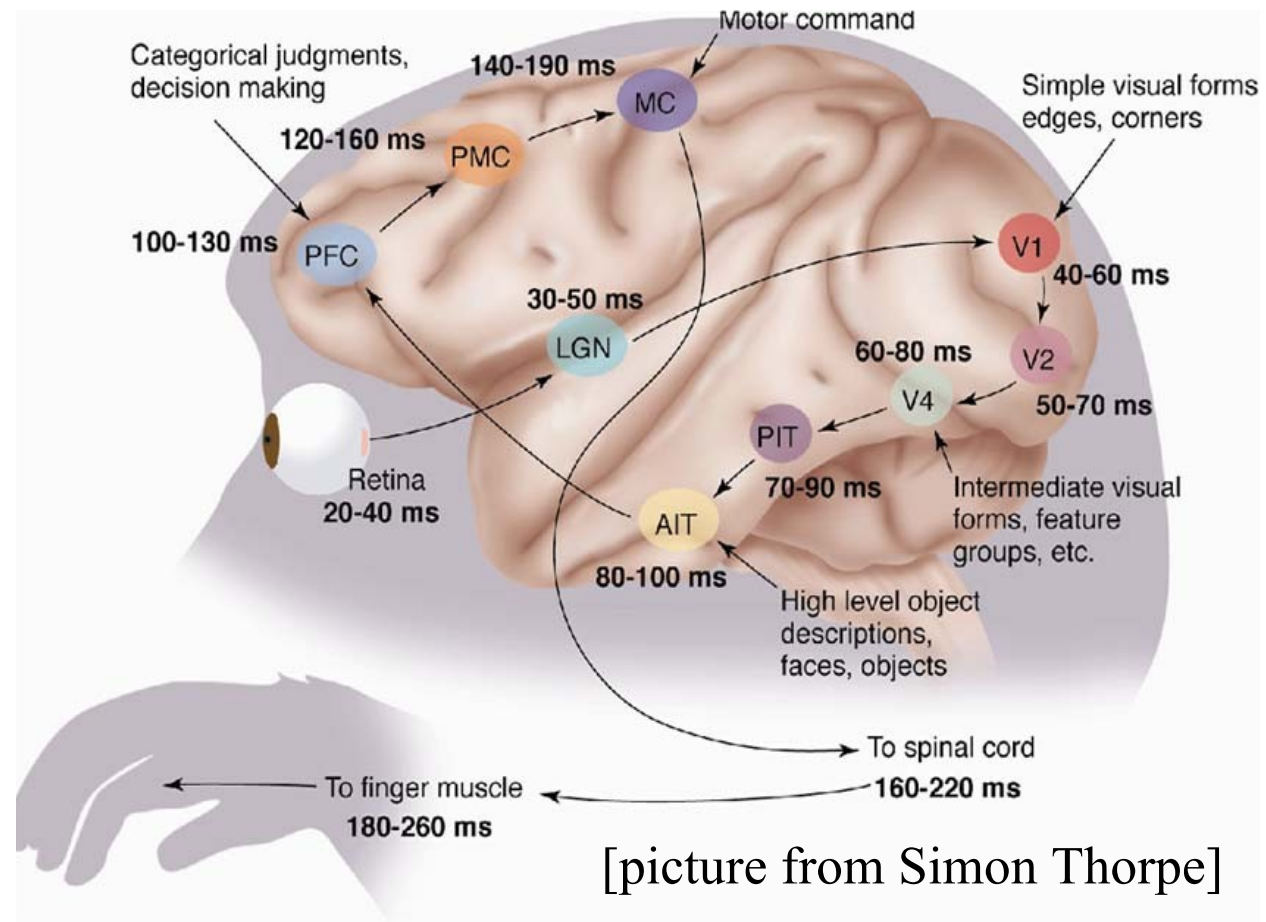 Motor command
Categorical judgments,
decision making
140-190 ms
MC
Simple visual forms
edges, corners
120-160 ms
PMC
100-130 ms
PFC
V1
40-60 ms
30-50 ms
LGN
V2
60-80 ms
V4
50-70 ms
PIT
Retina
20-40 ms
70-90 ms
Intermediate visual
forms, feature
groups, etc.
AIT
80-100 ms
High level object
descriptions,
faces, objects
To spinal cord
160-220 ms
To finger muscle
180-260 ms
[picture from Simon Thorpe]